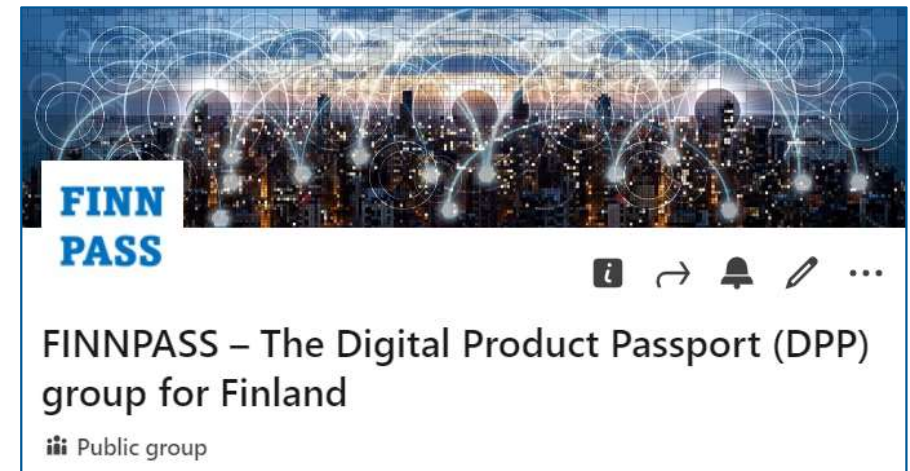 FINN
PASS
FINNPASS – The Digital Product Passport (DPP)
group for Finland
Public group